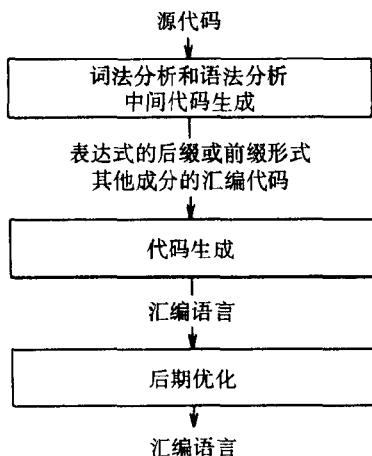 源代码
词法分析和语法分析
中间代码生成
表达式的后缀或前缀形式
其他成分的汇编代码
代码生成
汇编语言
后期优化
汇编语言